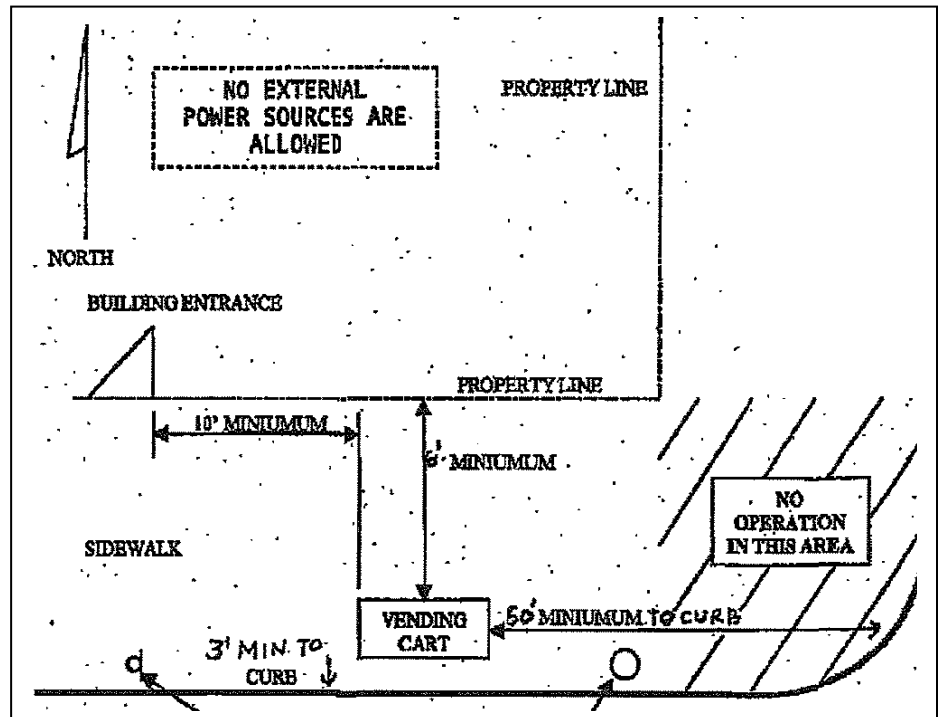 NO EXTERNAL
POWER SOURCES ARE
ALLOWED
PROPERTY LINE
NORTH
BUILDING ENTRANCE
PROPERTY LINE
10' MINIUMUM
6' MINIUMUM
NO
OPERATION
IN THIS AREA
SIDEWALK
VENDING
CART
50' MINIUMUM TO CURB
3' MIN. TO
CURB